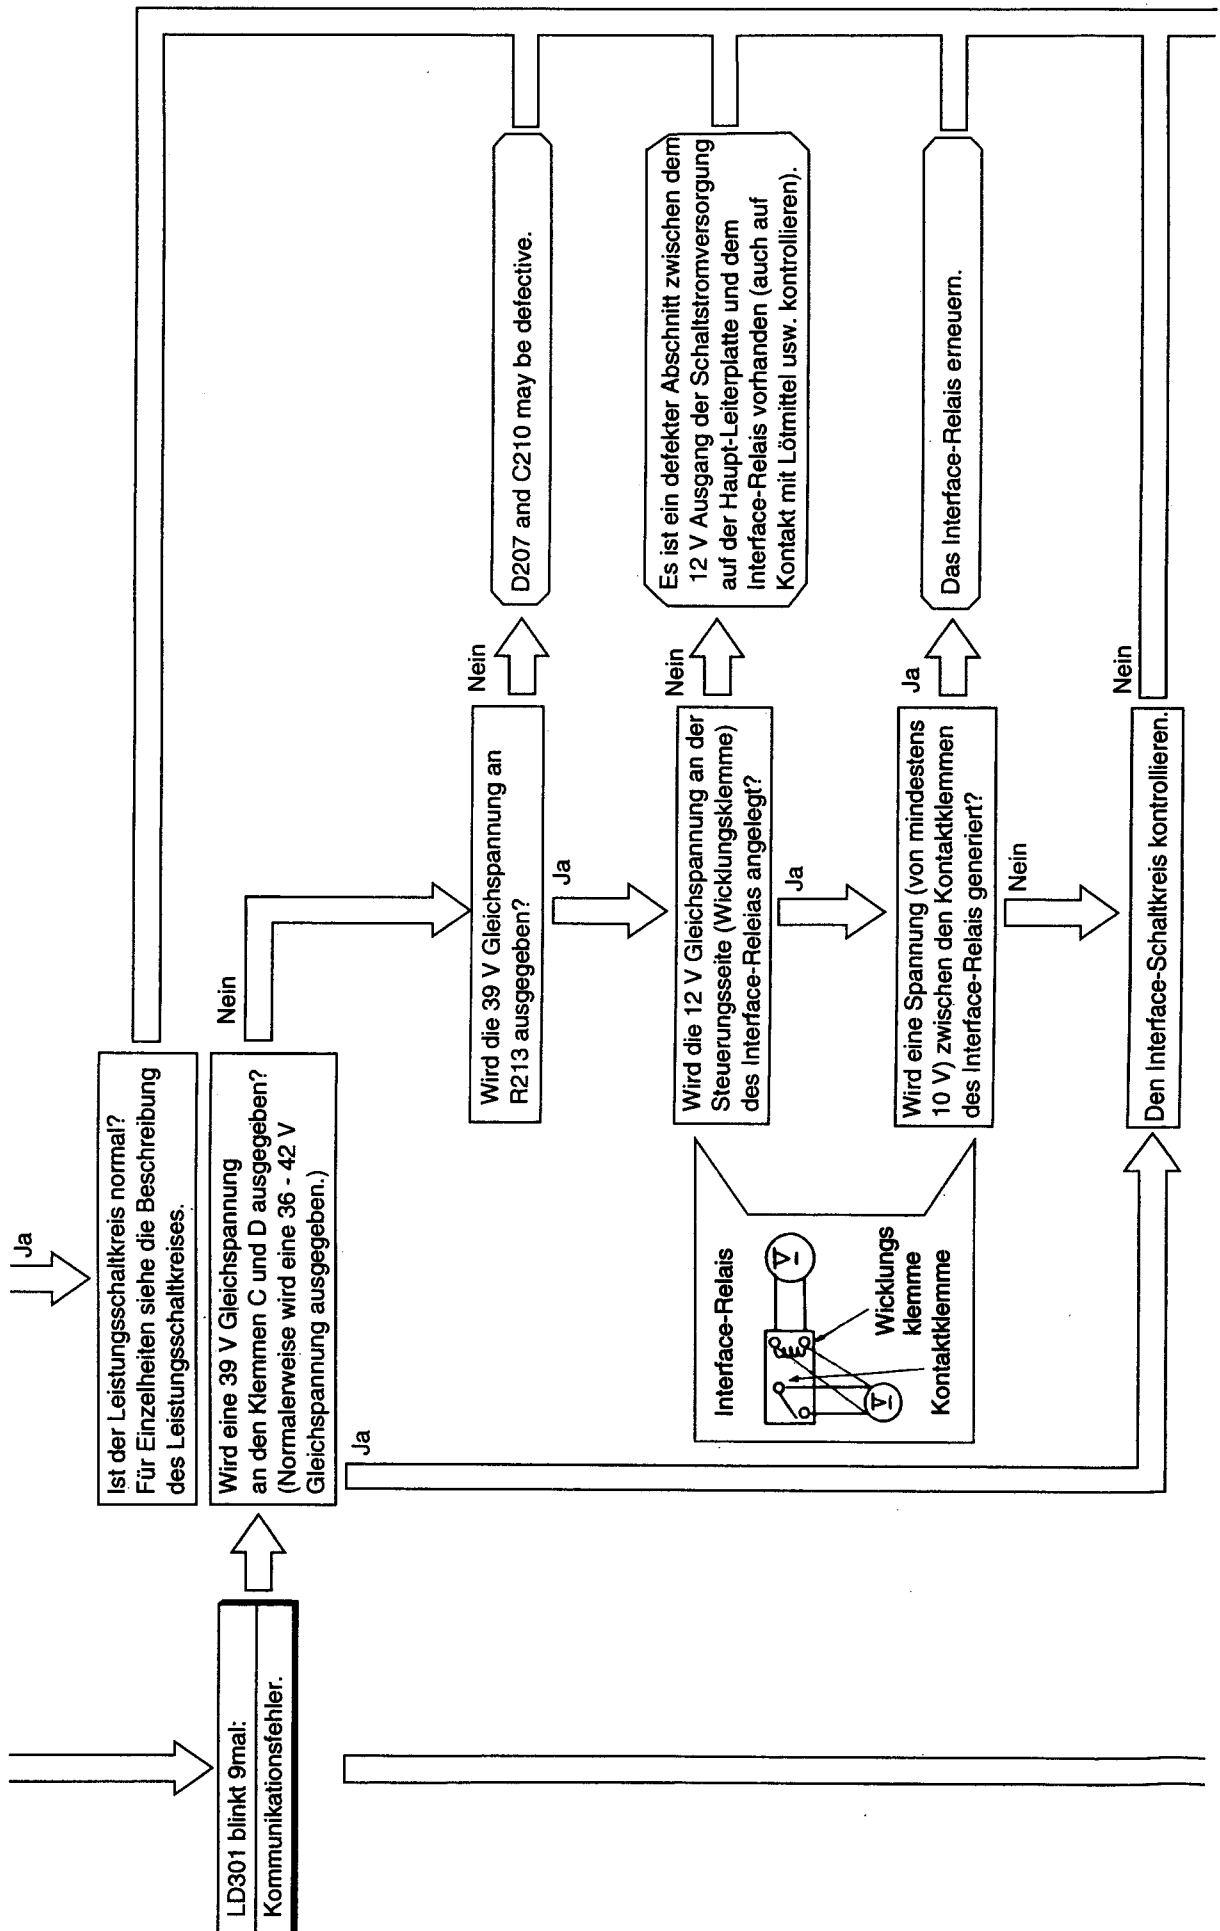 Ja
Ist der Leistungsschaltkreis normal?
Für Einzelheiten siehe die Beschreibung
des Leistungsschaltkreises.
LD301 blinkt 9mal:
Kommunikationsfehler.
Wird eine 39 V Gleichspannung
an den Klemmen C und D ausgegeben?
(Normalerweise wird eine 36 - 42 V
Gleichspannung ausgegeben.)
Nein
Ja
Wird die 39 V Gleichspannung an
R213 ausgegeben?
Nein
D207 and C210 may be defective.
Ja
Wird die 12 V Gleichspannung an der
Steuerungsseite (Wicklungsklemme)
des Interface-Releias angelegt?
Nein
Es ist ein defekter Abschnitt zwischen dem
12 V Ausgang der Schaltstromversorgung
auf der Haupt-Leiterplatte und dem
Interface-Relais vorhanden (auch auf
Kontakt mit Lötmittel usw. kontrollieren).
Ja
Interface-Relais
V
V
Wicklungs
klemme
Kontaktklemme
Wird eine Spannung (von mindestens
10 V) zwischen den Kontaktklemmen
des Interface-Relais generiert?
Ja
Das Interface-Relais erneuern.
Nein
Den Interface-Schaltkreis kontrollieren.
Nein